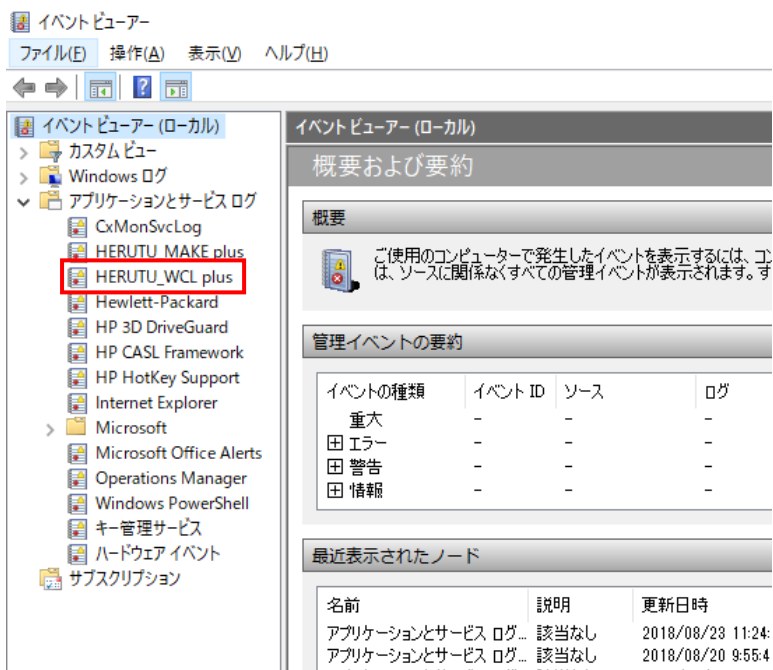 イベント ビューアー
ファイル(F) 操作(A) 表示(V) ヘルプ(H)
イベント ビューアー (ローカル)
カスタム ビュー
Windows ログ
アプリケーションとサービス ログ
CxMonSvcLog
HERUTU_MAKE plus
HERUTU_WCL plus
Hewlett-Packard
HP 3D DriveGuard
HP CASL Framework
HP HotKey Support
Internet Explorer
Microsoft
Microsoft Office Alerts
Operations Manager
Windows PowerShell
キー管理サービス
ハードウェア イベント
サブスクリプション
イベント ビューアー (ローカル)
概要および要約
概要
ご使用のコンピューターで発生したイベントを表示するには、コン
は、ソースに関係なくすべての管理イベントが表示されます。す
管理イベントの要約
イベントの種類 イベント ID ソース ログ
重大 - - -
エラー - - -
警告 - - -
情報 - - -
最近表示されたノード
名前 説明 更新日時
アプリケーションとサービス ログ... 該当なし 2018/08/23 11:24:
アプリケーションとサービス ログ... 該当なし 2018/08/20 9:55:4